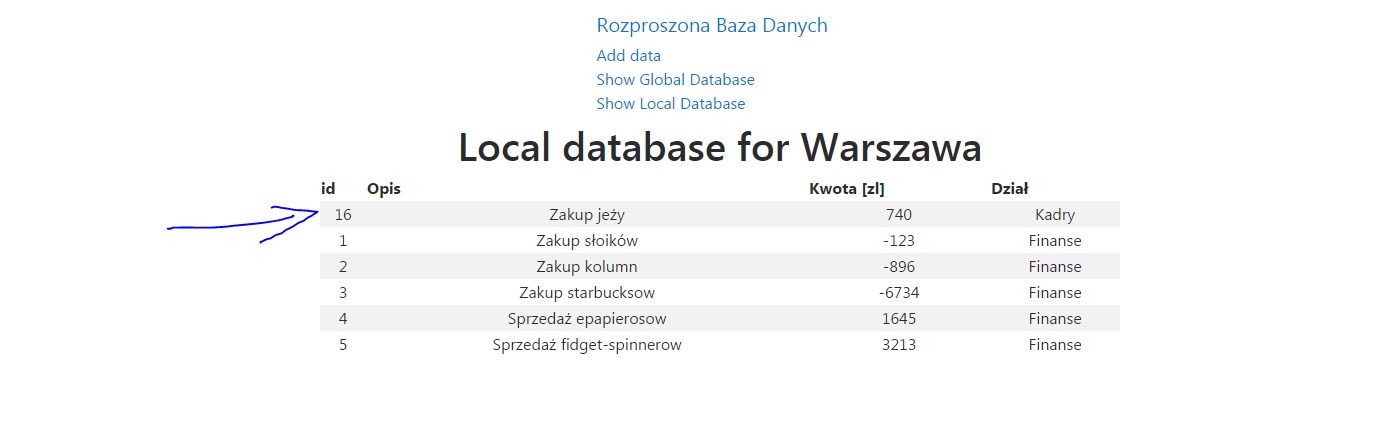 Rozproszona Baza Danych
Add data
Show Global Database
Show Local Database
Local database for Warszawa
id Opis Kwota [zl] Dział
16 Zakup jeży 740 Kadry
1 Zakup słoików -123 Finanse
2 Zakup kolumn -896 Finanse
3 Zakup starbucksow -6734 Finanse
4 Sprzedaż epapierosow 1645 Finanse
5 Sprzedaż fidget-spinnerow 3213 Finanse